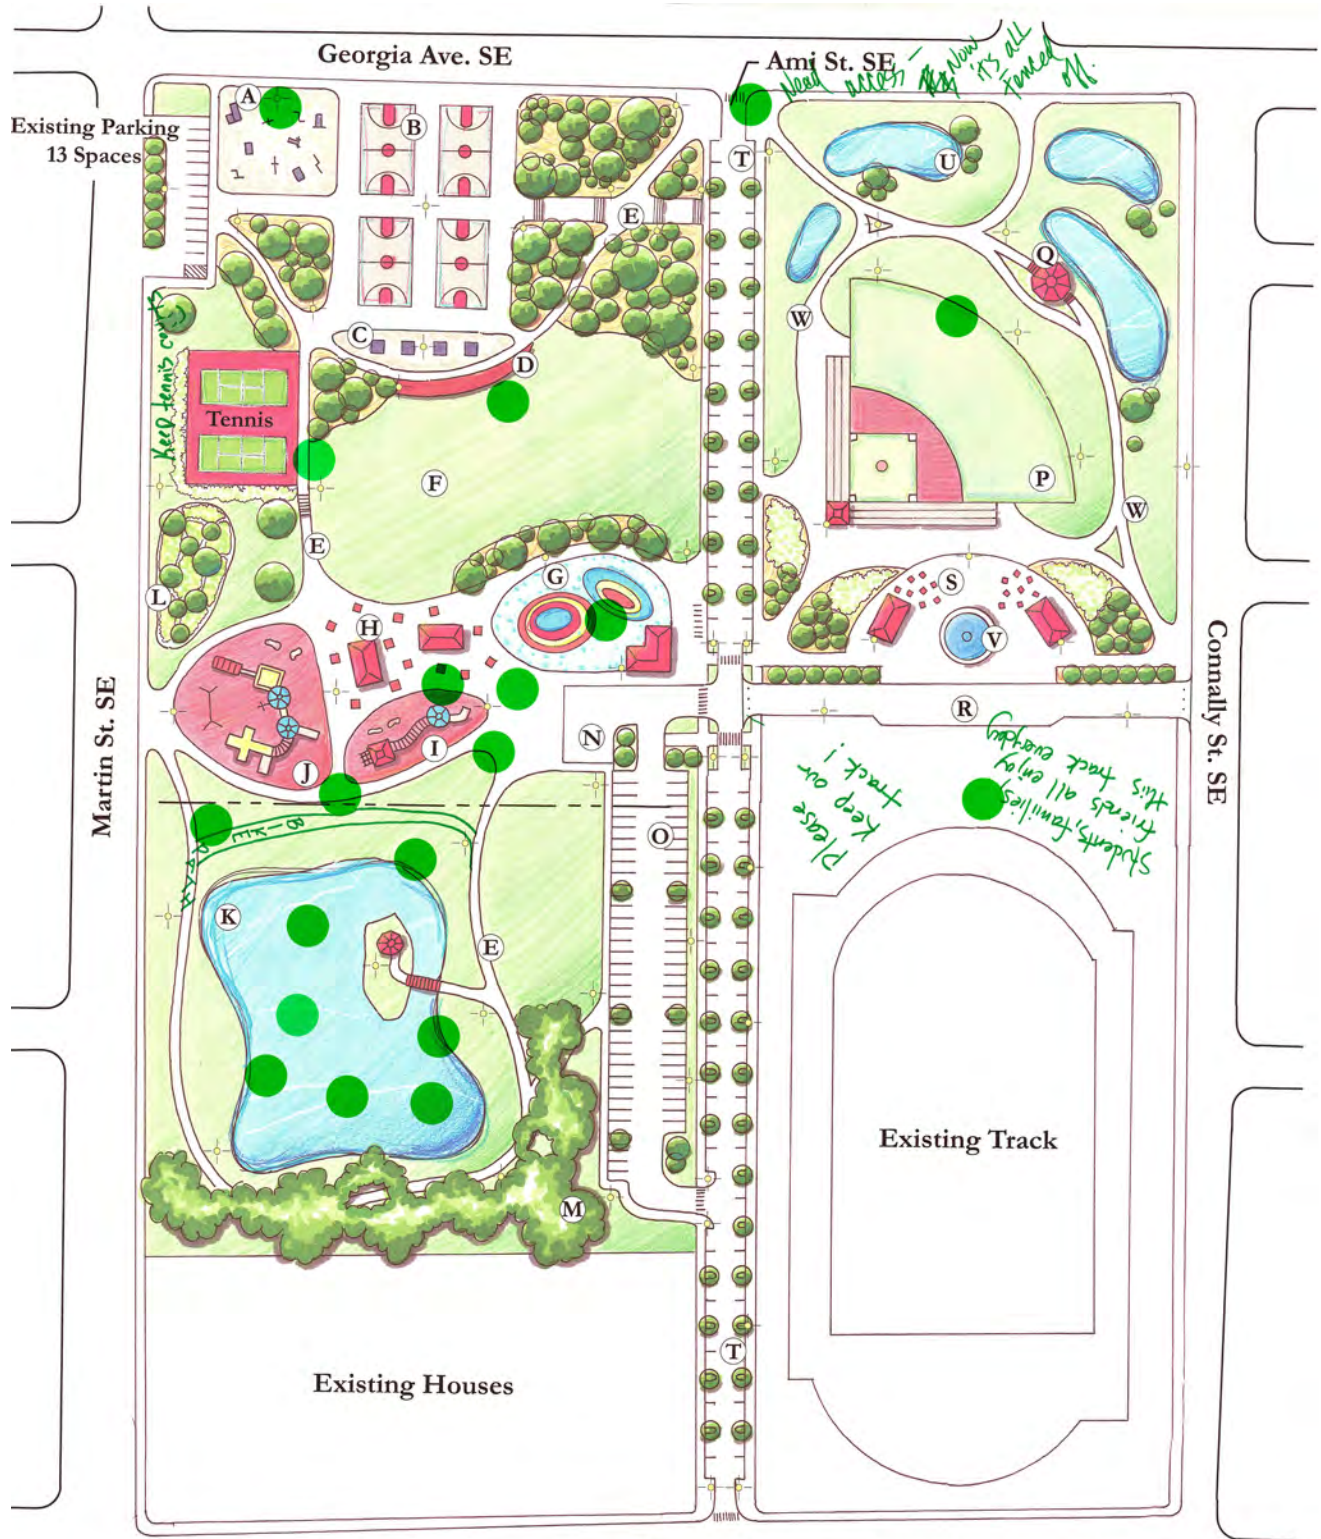 Georgia Ave. SE
Ami St. SE
Need access -
Now it's all
fenced
off.
Existing Parking
13 Spaces
A
B
T
U
E
Q
W
C
D
Keep tennis courts
Tennis
F
P
W
E
G
S
L
H
V
Martin St. SE
Connally St. SE
R
N
I
J
Please
keep our
track!
Students, families,
friends all enjoy
this track everyday
BIKE
PATH
O
K
E
Existing Track
M
T
Existing Houses